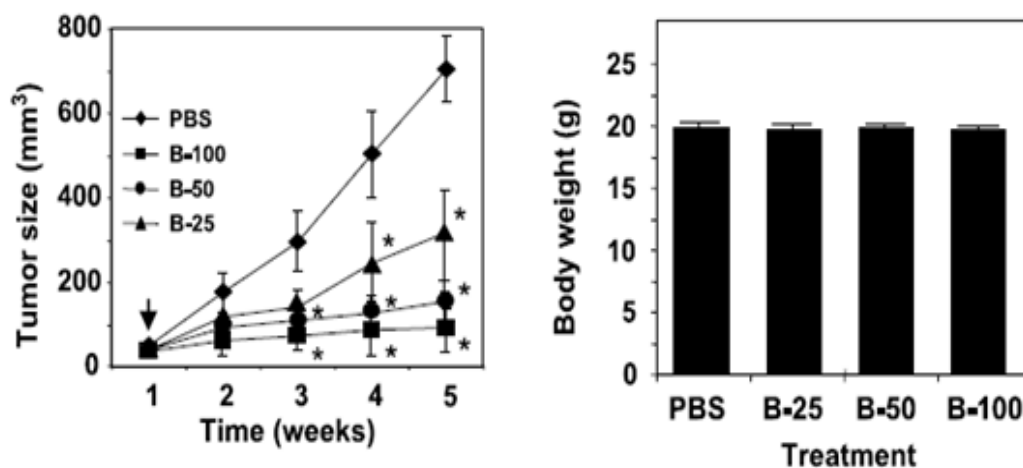 Tumor size (mm³)
800
600
400
200
0
PBS
B-100
B-50
B-25
*
*
*
*
*
*
*
*
1 2 3 4 5
Time (weeks)
Body weight (g)
25
20
15
10
5
0
PBS B-25 B-50 B-100
Treatment